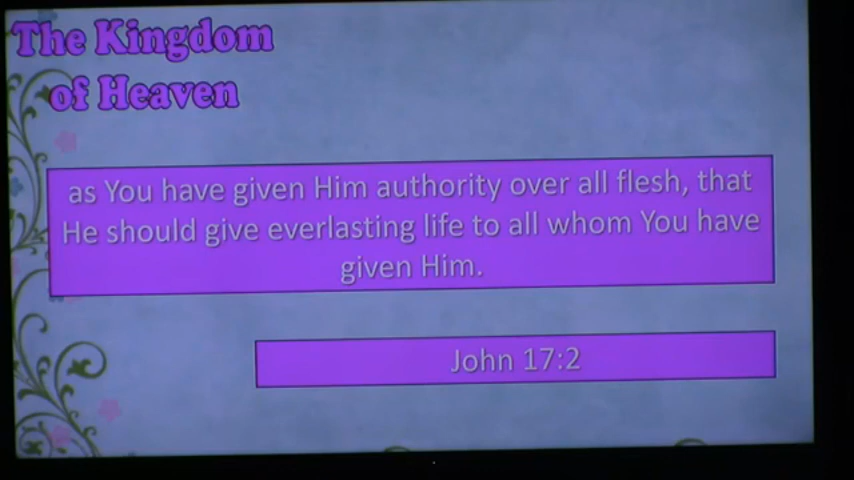 The Kingdom
of Heaven
as You have given Him authority over all flesh, that
He should give everlasting life to all whom You have
given Him.
John 17:2